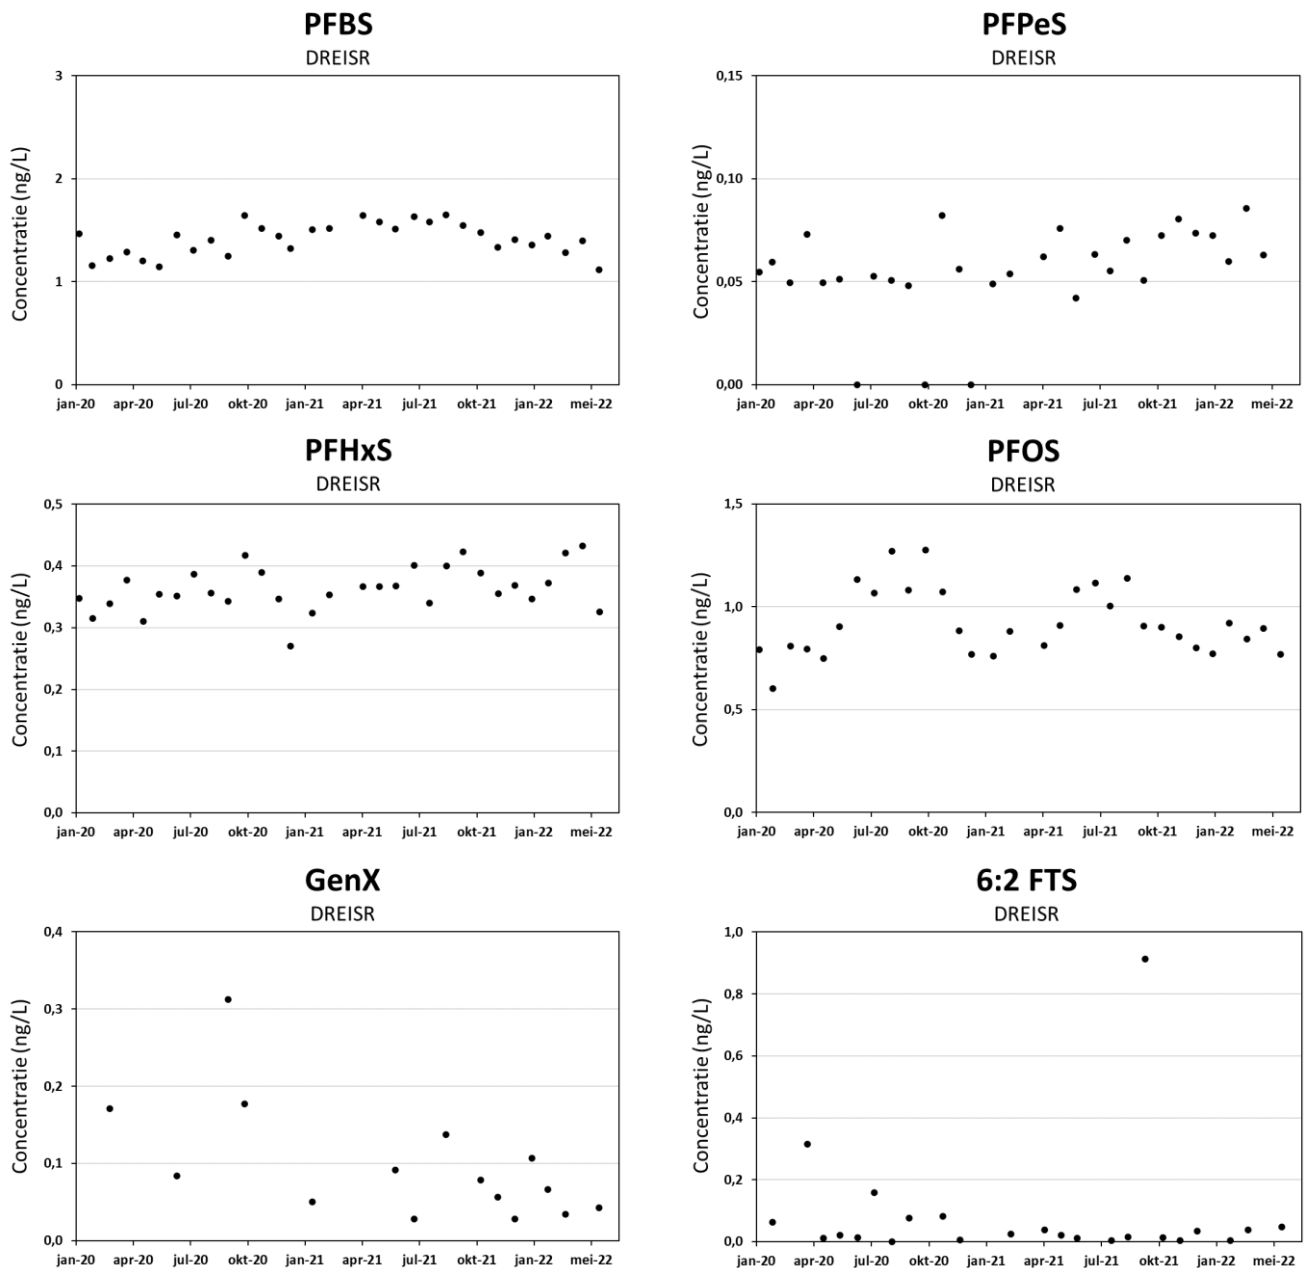 PFBS
DREISR
Concentratie (ng/L)
3
2
1
0
jan-20 apr-20 jul-20 okt-20 jan-21 apr-21 jul-21 okt-21 jan-22 mei-22
PFPeS
DREISR
Concentratie (ng/L)
0,15
0,10
0,05
0,00
jan-20 apr-20 jul-20 okt-20 jan-21 apr-21 jul-21 okt-21 jan-22 mei-22
PFHxS
DREISR
Concentratie (ng/L)
0,5
0,4
0,3
0,2
0,1
0,0
jan-20 apr-20 jul-20 okt-20 jan-21 apr-21 jul-21 okt-21 jan-22 mei-22
PFOS
DREISR
Concentratie (ng/L)
1,5
1,0
0,5
0,0
jan-20 apr-20 jul-20 okt-20 jan-21 apr-21 jul-21 okt-21 jan-22 mei-22
GenX
DREISR
Concentratie (ng/L)
0,4
0,3
0,2
0,1
0,0
jan-20 apr-20 jul-20 okt-20 jan-21 apr-21 jul-21 okt-21 jan-22 mei-22
6:2 FTS
DREISR
Concentratie (ng/L)
1,0
0,8
0,6
0,4
0,2
0,0
jan-20 apr-20 jul-20 okt-20 jan-21 apr-21 jul-21 okt-21 jan-22 mei-22